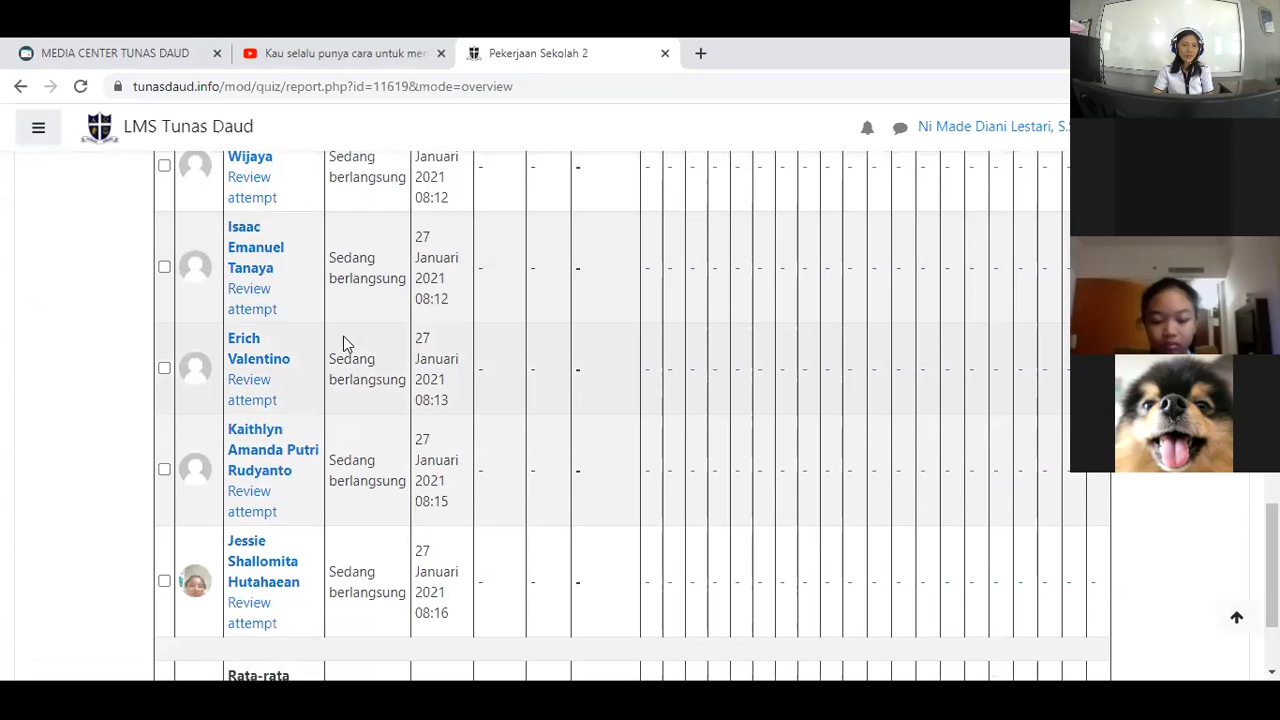 MEDIA CENTER TUNAS DAUD
Kau selalu punya cara untuk men
Pekerjaan Sekolah 2
tunasdaud.info/mod/quiz/report.php?id=11619&mode=overview
LMS Tunas Daud
Ni Made Diani Lestari, S.
Wijaya
Review
attempt
Sedang
berlangsung
Januari
2021
08:12
-
-
-
- - - - - - - - - - - - - - - - -
Isaac
Emanuel
Tanaya
Review
attempt
Sedang
berlangsung
27
Januari
2021
08:12
-
-
-
- - - - - - - - - - - - - - - - - - -
Erich
Valentino
Review
attempt
Sedang
berlangsung
27
Januari
2021
08:13
-
-
-
- - - - - - - - - - - - - - - - - - -
Kaithlyn
Amanda Putri
Rudyanto
Review
attempt
Sedang
berlangsung
27
Januari
2021
08:15
-
-
-
- - - - - - - - - - - - - - - - - - -
Jessie
Shallomita
Hutahaean
Review
attempt
Sedang
berlangsung
27
Januari
2021
08:16
-
-
-
- - - - - - - - - - - - - - - - - - - -
Rata-rata